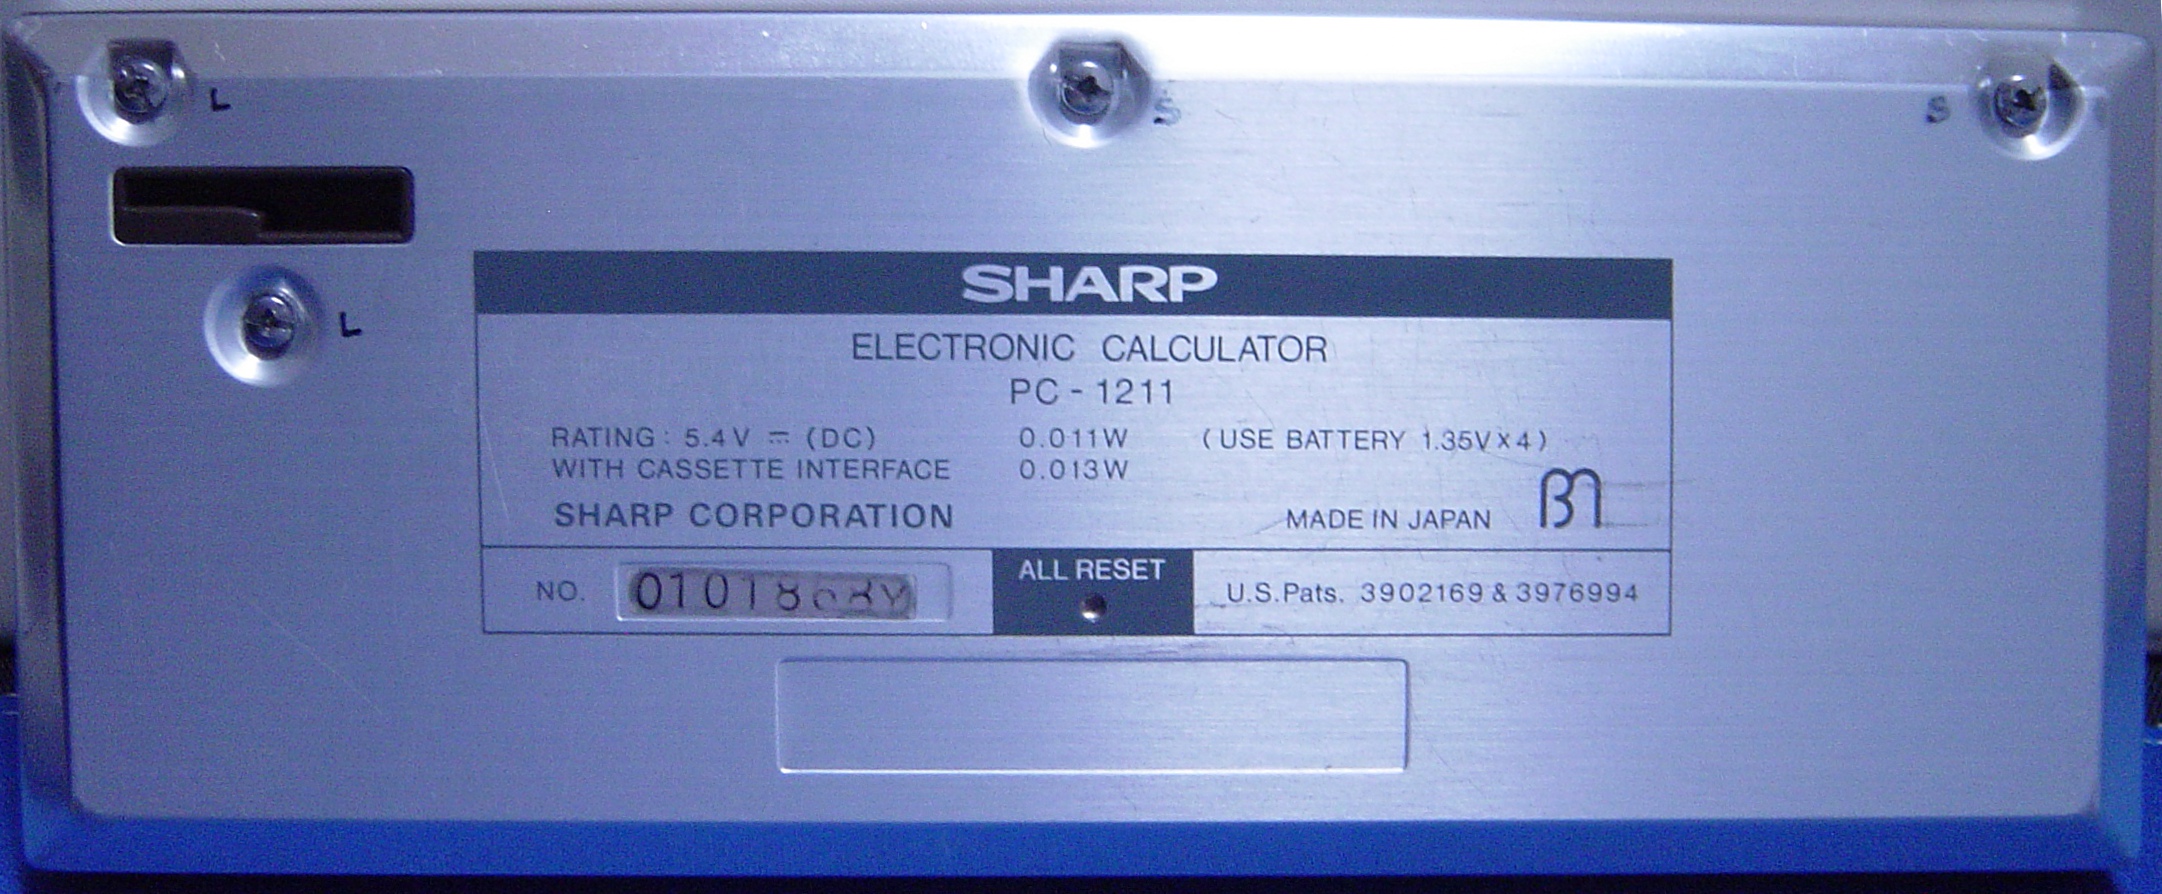 L
S
S
L
SHARP
ELECTRONIC CALCULATOR
PC - 1211
RATING : 5.4V ⎓ (DC) 0.011W (USE BATTERY 1.35V×4)
WITH CASSETTE INTERFACE 0.013W
SHARP CORPORATION MADE IN JAPAN
NO.
ALL RESET
U.S.Pats. 3902169 & 3976994